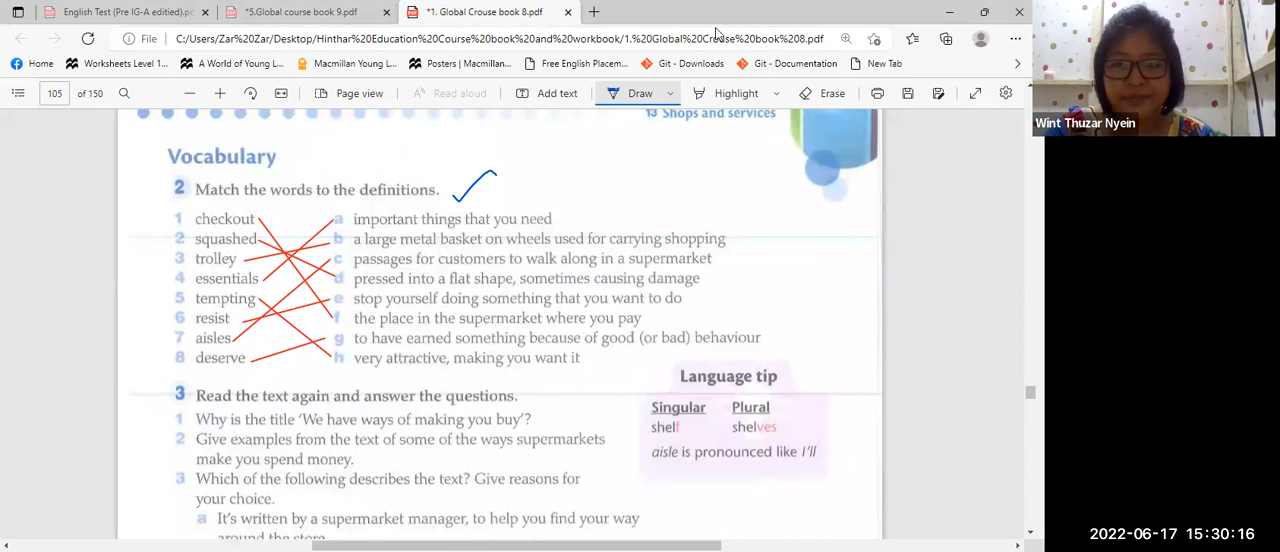 English Test (Pre IG-A editied).pdf
*5.Global course book 9.pdf
*1. Global Crouse book 8.pdf
File
C:/Users/Zar%20Zar/Desktop/Hinthar%20Education%20Course%20book%20and%20workbook/1.%20Global%20Crouse%20book%208.pdf
Home
Worksheets Level 1...
A World of Young L...
Macmillan Young L...
Posters | Macmillan...
Free English Placem...
Git - Downloads
Git - Documentation
New Tab
105 of 150
Page view
Read aloud
Add text
Draw
Highlight
Erase
Wint Thuzar Nyein
13 Shops and services
Vocabulary
2 Match the words to the definitions.
1 checkout a important things that you need
2 squashed b a large metal basket on wheels used for carrying shopping
3 trolley c passages for customers to walk along in a supermarket
4 essentials d pressed into a flat shape, sometimes causing damage
5 tempting e stop yourself doing something that you want to do
6 resist f the place in the supermarket where you pay
7 aisles g to have earned something because of good (or bad) behaviour
8 deserve h very attractive, making you want it
3 Read the text again and answer the questions.
1 Why is the title 'We have ways of making you buy'?
2 Give examples from the text of some of the ways supermarkets
make you spend money.
3 Which of the following describes the text? Give reasons for
your choice.
a It's written by a supermarket manager, to help you find your way
around the store
Language tip
Singular Plural
shelf shelves
aisle is pronounced like I'll
2022-06-17 15:30:16